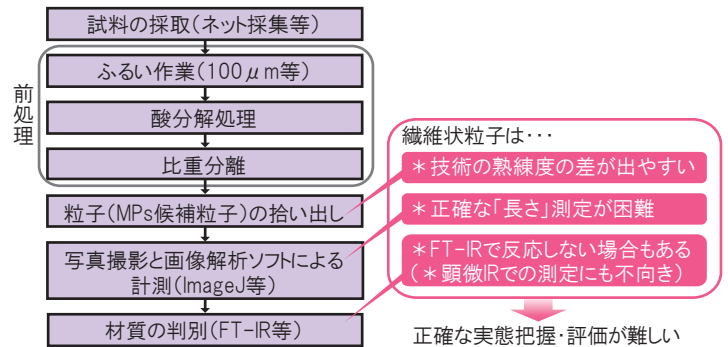 試料の採取(ネット採集等)
前処理
ふるい作業(100μm等)
酸分解処理
比重分離
粒子(MPs候補粒子)の拾い出し
写真撮影と画像解析ソフトによる
計測(ImageJ等)
材質の判別(FT-IR等)
繊維状粒子は･･･
＊技術の熟練度の差が出やすい
＊正確な「長さ」測定が困難
＊FT-IRで反応しない場合もある
(＊顕微IRでの測定にも不向き)
正確な実態把握･評価が難しい